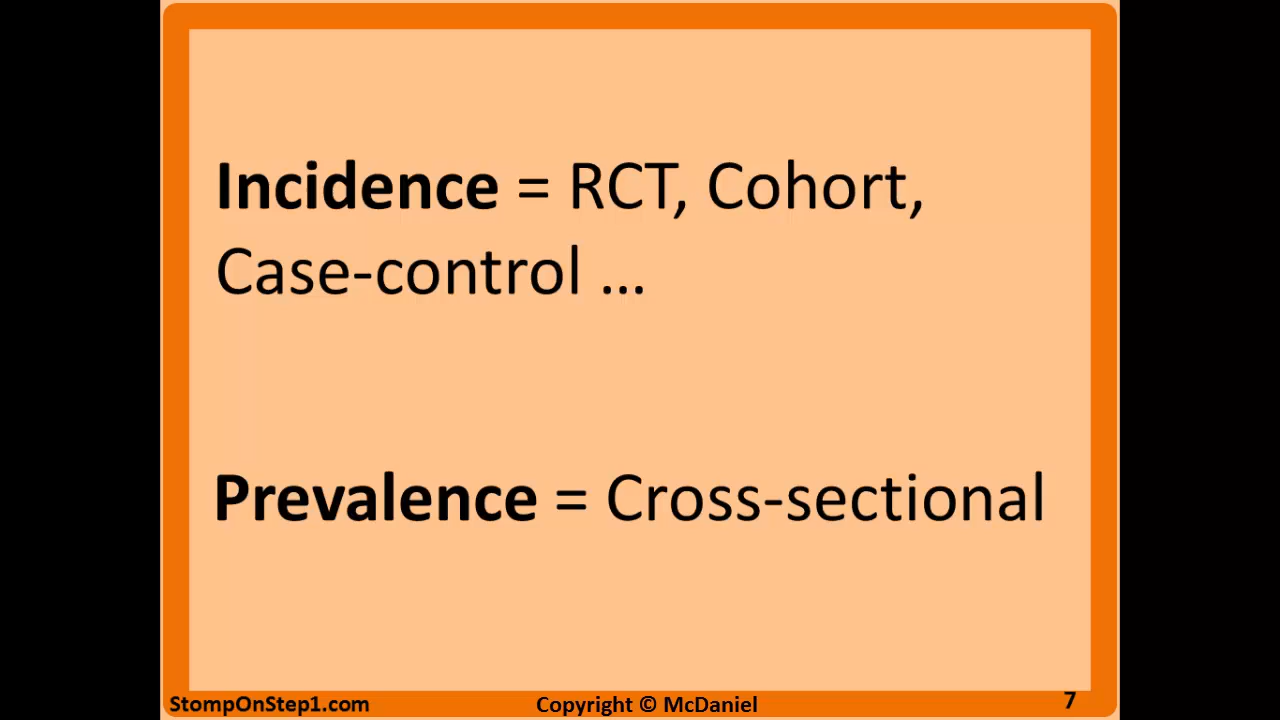 Incidence = RCT, Cohort,
Case-control ...
Prevalence = Cross-sectional
StompOnStep1.com
Copyright © McDaniel
7